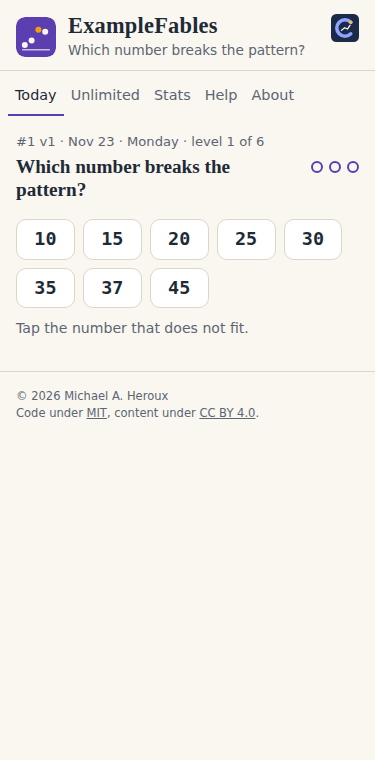 ExampleFables
Which number breaks the pattern?
Today Unlimited Stats Help About
#1 v1 · Nov 23 · Monday · level 1 of 6
Which number breaks the
pattern?
10 15 20 25 30
35 37 45
Tap the number that does not fit.
© 2026 Michael A. Heroux
Code under MIT, content under CC BY 4.0.